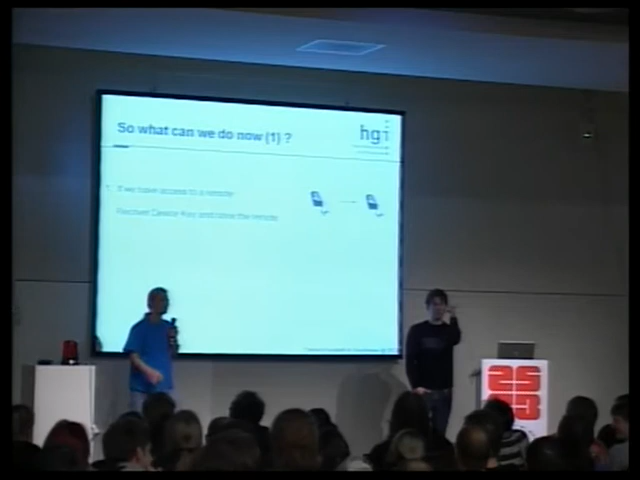 So what can we do now (1) ?
hgi
If we have access to a remote
Recover Device Key and clone the remote
25
C3